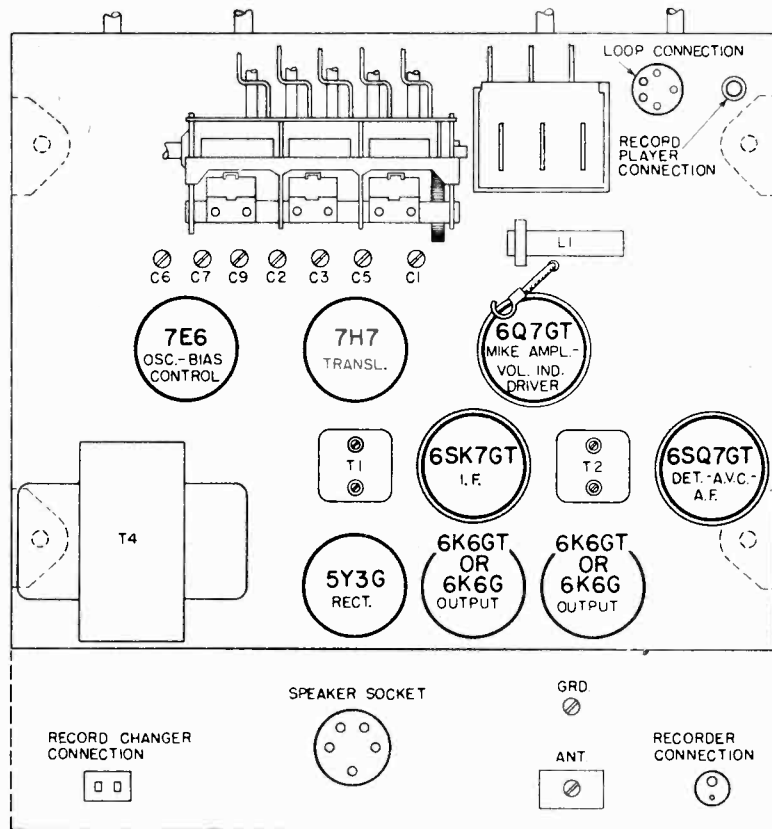 LOOP CONNECTION
RECORD
PLAYER
CONNECTION
L1
C6
C7
C9
C2
C3
C5
C1
7E6
OSC.-BIAS
CONTROL
7H7
TRANSL.
6Q7GT
MIKE AMPL.-
VOL. IND.
DRIVER
T1
6SK7GT
I.F.
T2
6SQ7GT
DET.-A.V.C.-
A.F.
T4
5Y3G
RECT.
6K6GT
OR
6K6G
OUTPUT
6K6GT
OR
6K6G
OUTPUT
SPEAKER SOCKET
GRD.
RECORD CHANGER
CONNECTION
ANT.
RECORDER
CONNECTION